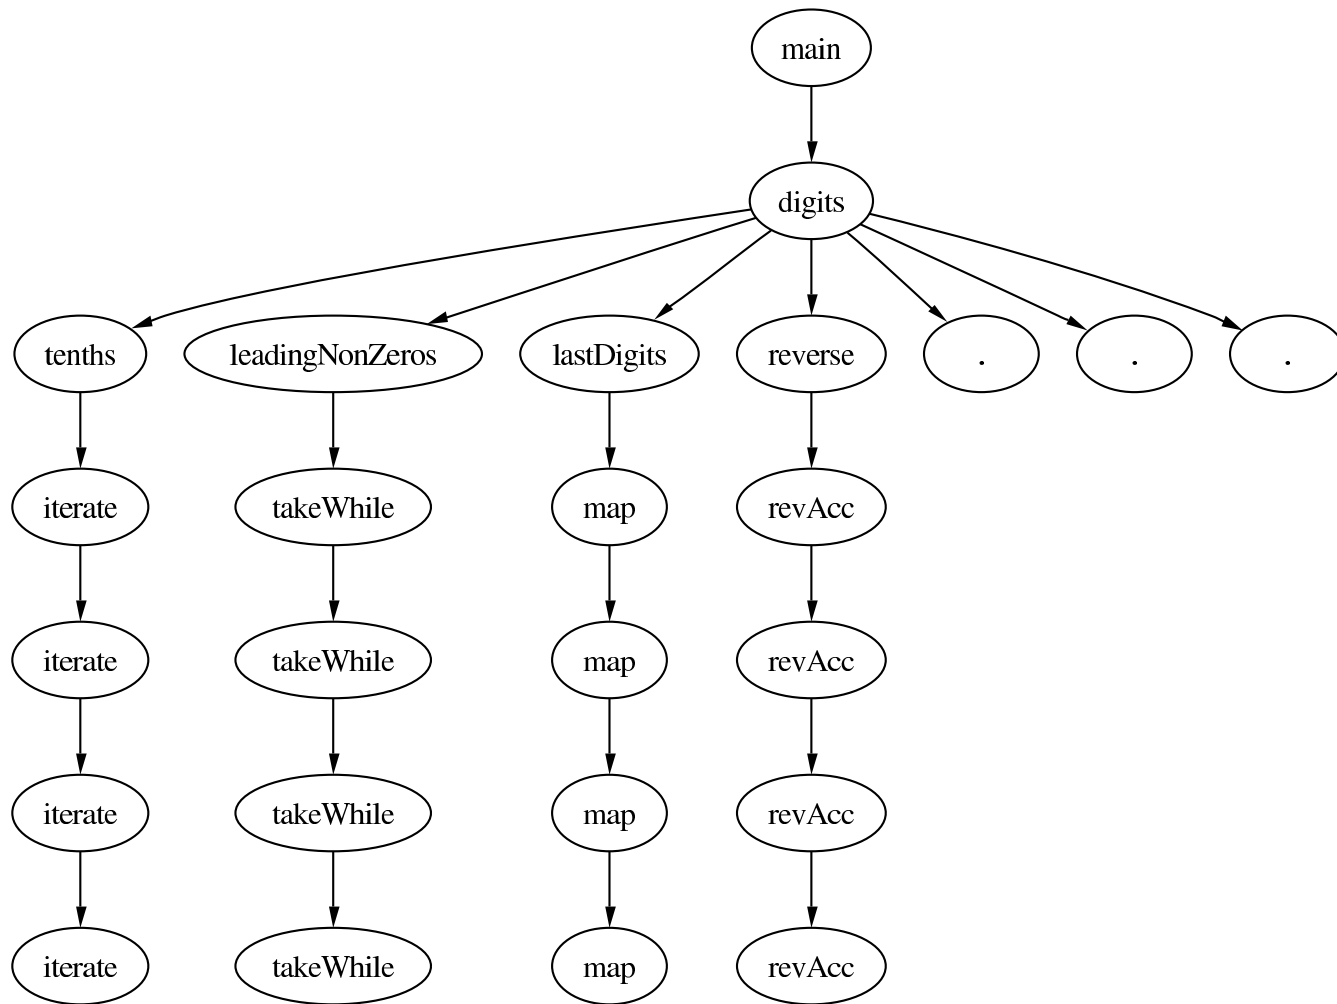 main
digits
tenths leadingNonZeros lastDigits reverse . . .
iterate takeWhile map revAcc
iterate takeWhile map revAcc
iterate takeWhile map revAcc
iterate takeWhile map revAcc